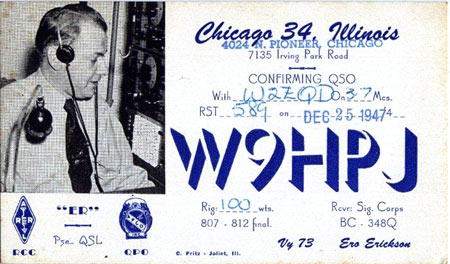 Chicago 34, Illinois
4024 N. PIONEER, CHICAGO
7135 Irving Park Road
CONFIRMING QSO
With W2ZQD On 3.7 Mcs.
RST 589 on DEC 25 1947 4
W9HPJ
Rig: 100 wts. Rcvr: Sig. Corps
807 - 812 final. BC - 348Q
"ER"
Pse. QSL
RCC QPO
C. Fritz - Joliet, Ill.
Vy 73 Ero Erickson